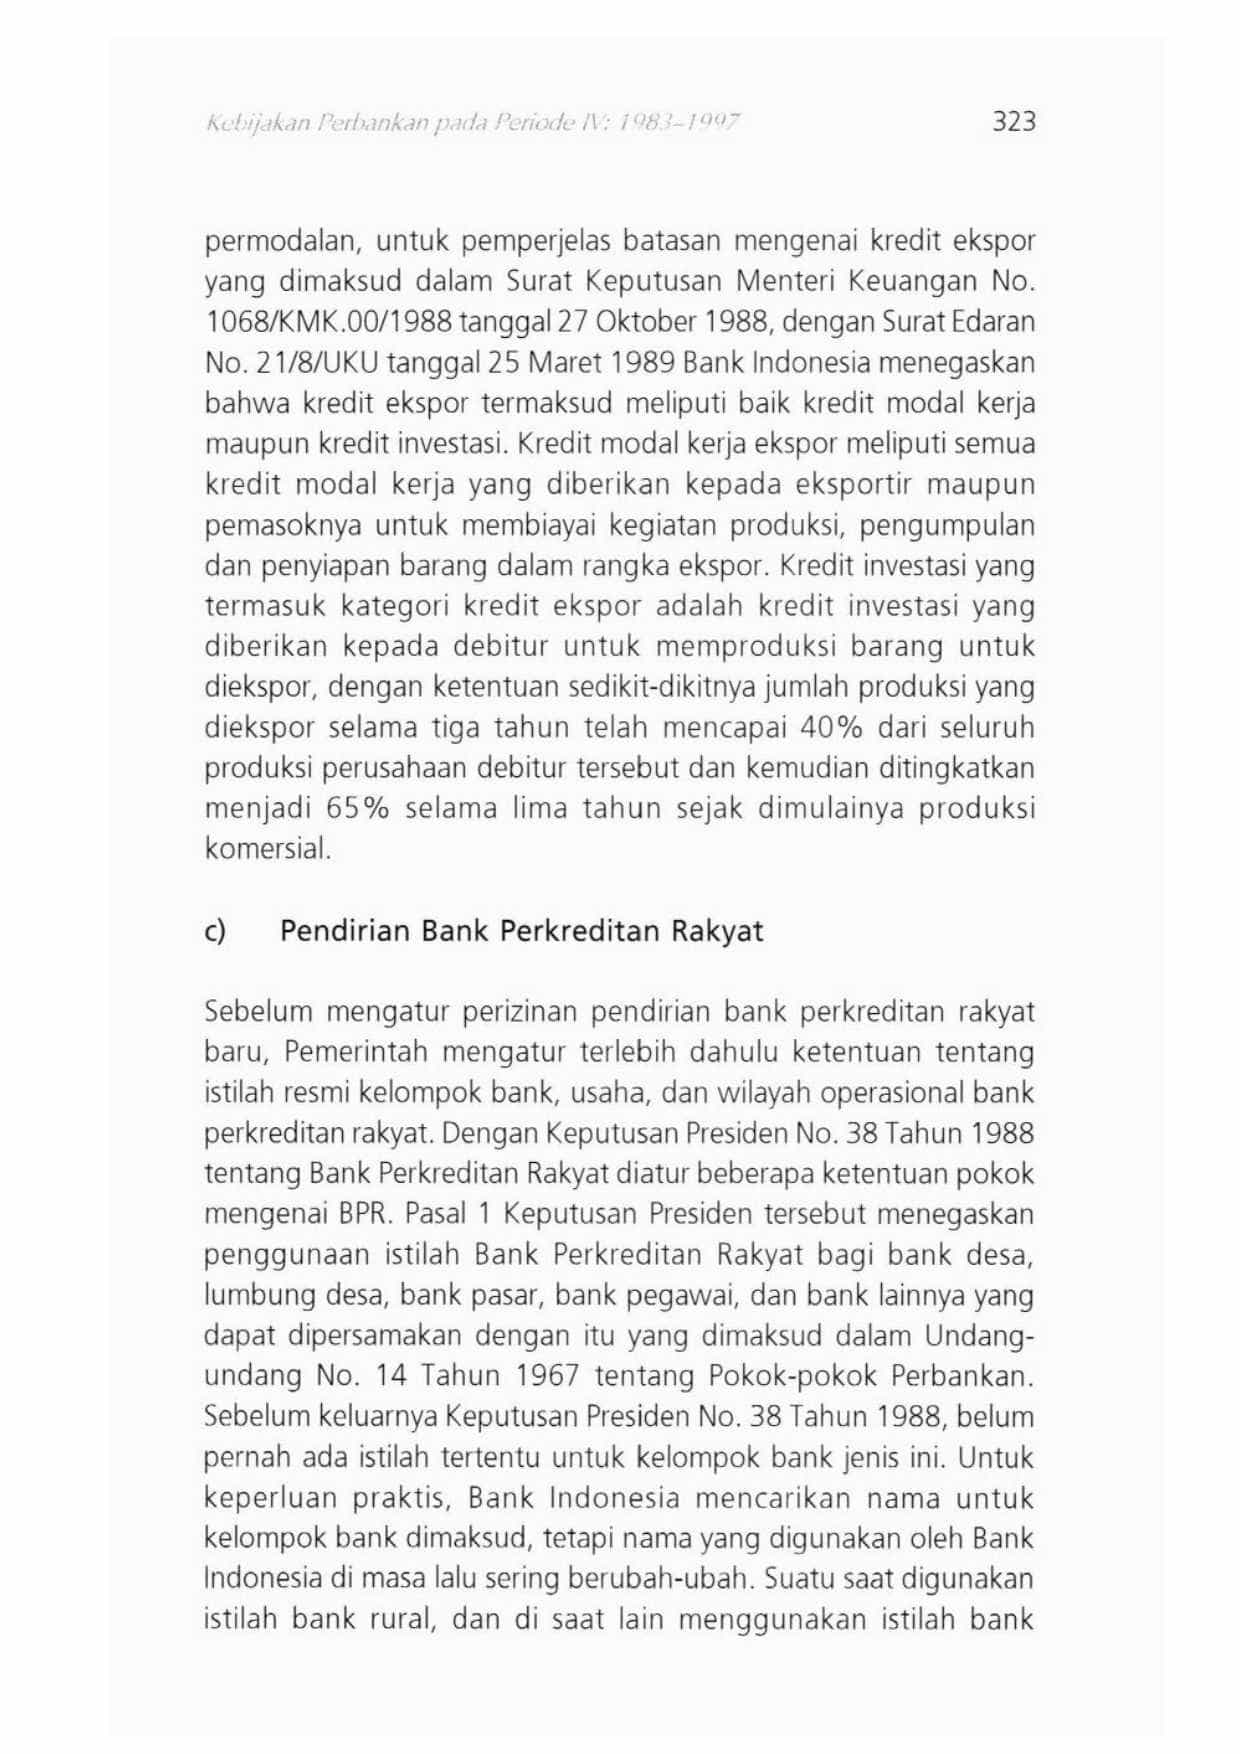 Kebijakan Perbankan pada Periode IV: 1983–1997 323
permodalan, untuk pemperjelas batasan mengenai kredit ekspor
yang dimaksud dalam Surat Keputusan Menteri Keuangan No.
1068/KMK.00/1988 tanggal 27 Oktober 1988, dengan Surat Edaran
No. 21/8/UKU tanggal 25 Maret 1989 Bank Indonesia menegaskan
bahwa kredit ekspor termaksud meliputi baik kredit modal kerja
maupun kredit investasi. Kredit modal kerja ekspor meliputi semua
kredit modal kerja yang diberikan kepada eksportir maupun
pemasoknya untuk membiayai kegiatan produksi, pengumpulan
dan penyiapan barang dalam rangka ekspor. Kredit investasi yang
termasuk kategori kredit ekspor adalah kredit investasi yang
diberikan kepada debitur untuk memproduksi barang untuk
diekspor, dengan ketentuan sedikit-dikitnya jumlah produksi yang
diekspor selama tiga tahun telah mencapai 40% dari seluruh
produksi perusahaan debitur tersebut dan kemudian ditingkatkan
menjadi 65% selama lima tahun sejak dimulainya produksi
komersial.
c) Pendirian Bank Perkreditan Rakyat
Sebelum mengatur perizinan pendirian bank perkreditan rakyat
baru, Pemerintah mengatur terlebih dahulu ketentuan tentang
istilah resmi kelompok bank, usaha, dan wilayah operasional bank
perkreditan rakyat. Dengan Keputusan Presiden No. 38 Tahun 1988
tentang Bank Perkreditan Rakyat diatur beberapa ketentuan pokok
mengenai BPR. Pasal 1 Keputusan Presiden tersebut menegaskan
penggunaan istilah Bank Perkreditan Rakyat bagi bank desa,
lumbung desa, bank pasar, bank pegawai, dan bank lainnya yang
dapat dipersamakan dengan itu yang dimaksud dalam Undang-
undang No. 14 Tahun 1967 tentang Pokok-pokok Perbankan.
Sebelum keluarnya Keputusan Presiden No. 38 Tahun 1988, belum
pernah ada istilah tertentu untuk kelompok bank jenis ini. Untuk
keperluan praktis, Bank Indonesia mencarikan nama untuk
kelompok bank dimaksud, tetapi nama yang digunakan oleh Bank
Indonesia di masa lalu sering berubah-ubah. Suatu saat digunakan
istilah bank rural, dan di saat lain menggunakan istilah bank